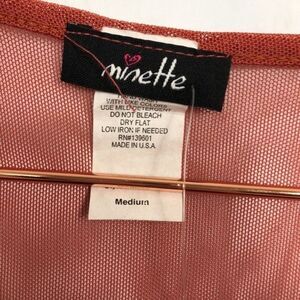 minette
WITH LIKE COLORS
USE MILD DETERGENT
DO NOT BLEACH
DRY FLAT
LOW IRON IF NEEDED
RN#139601
MADE IN U.S.A
Medium